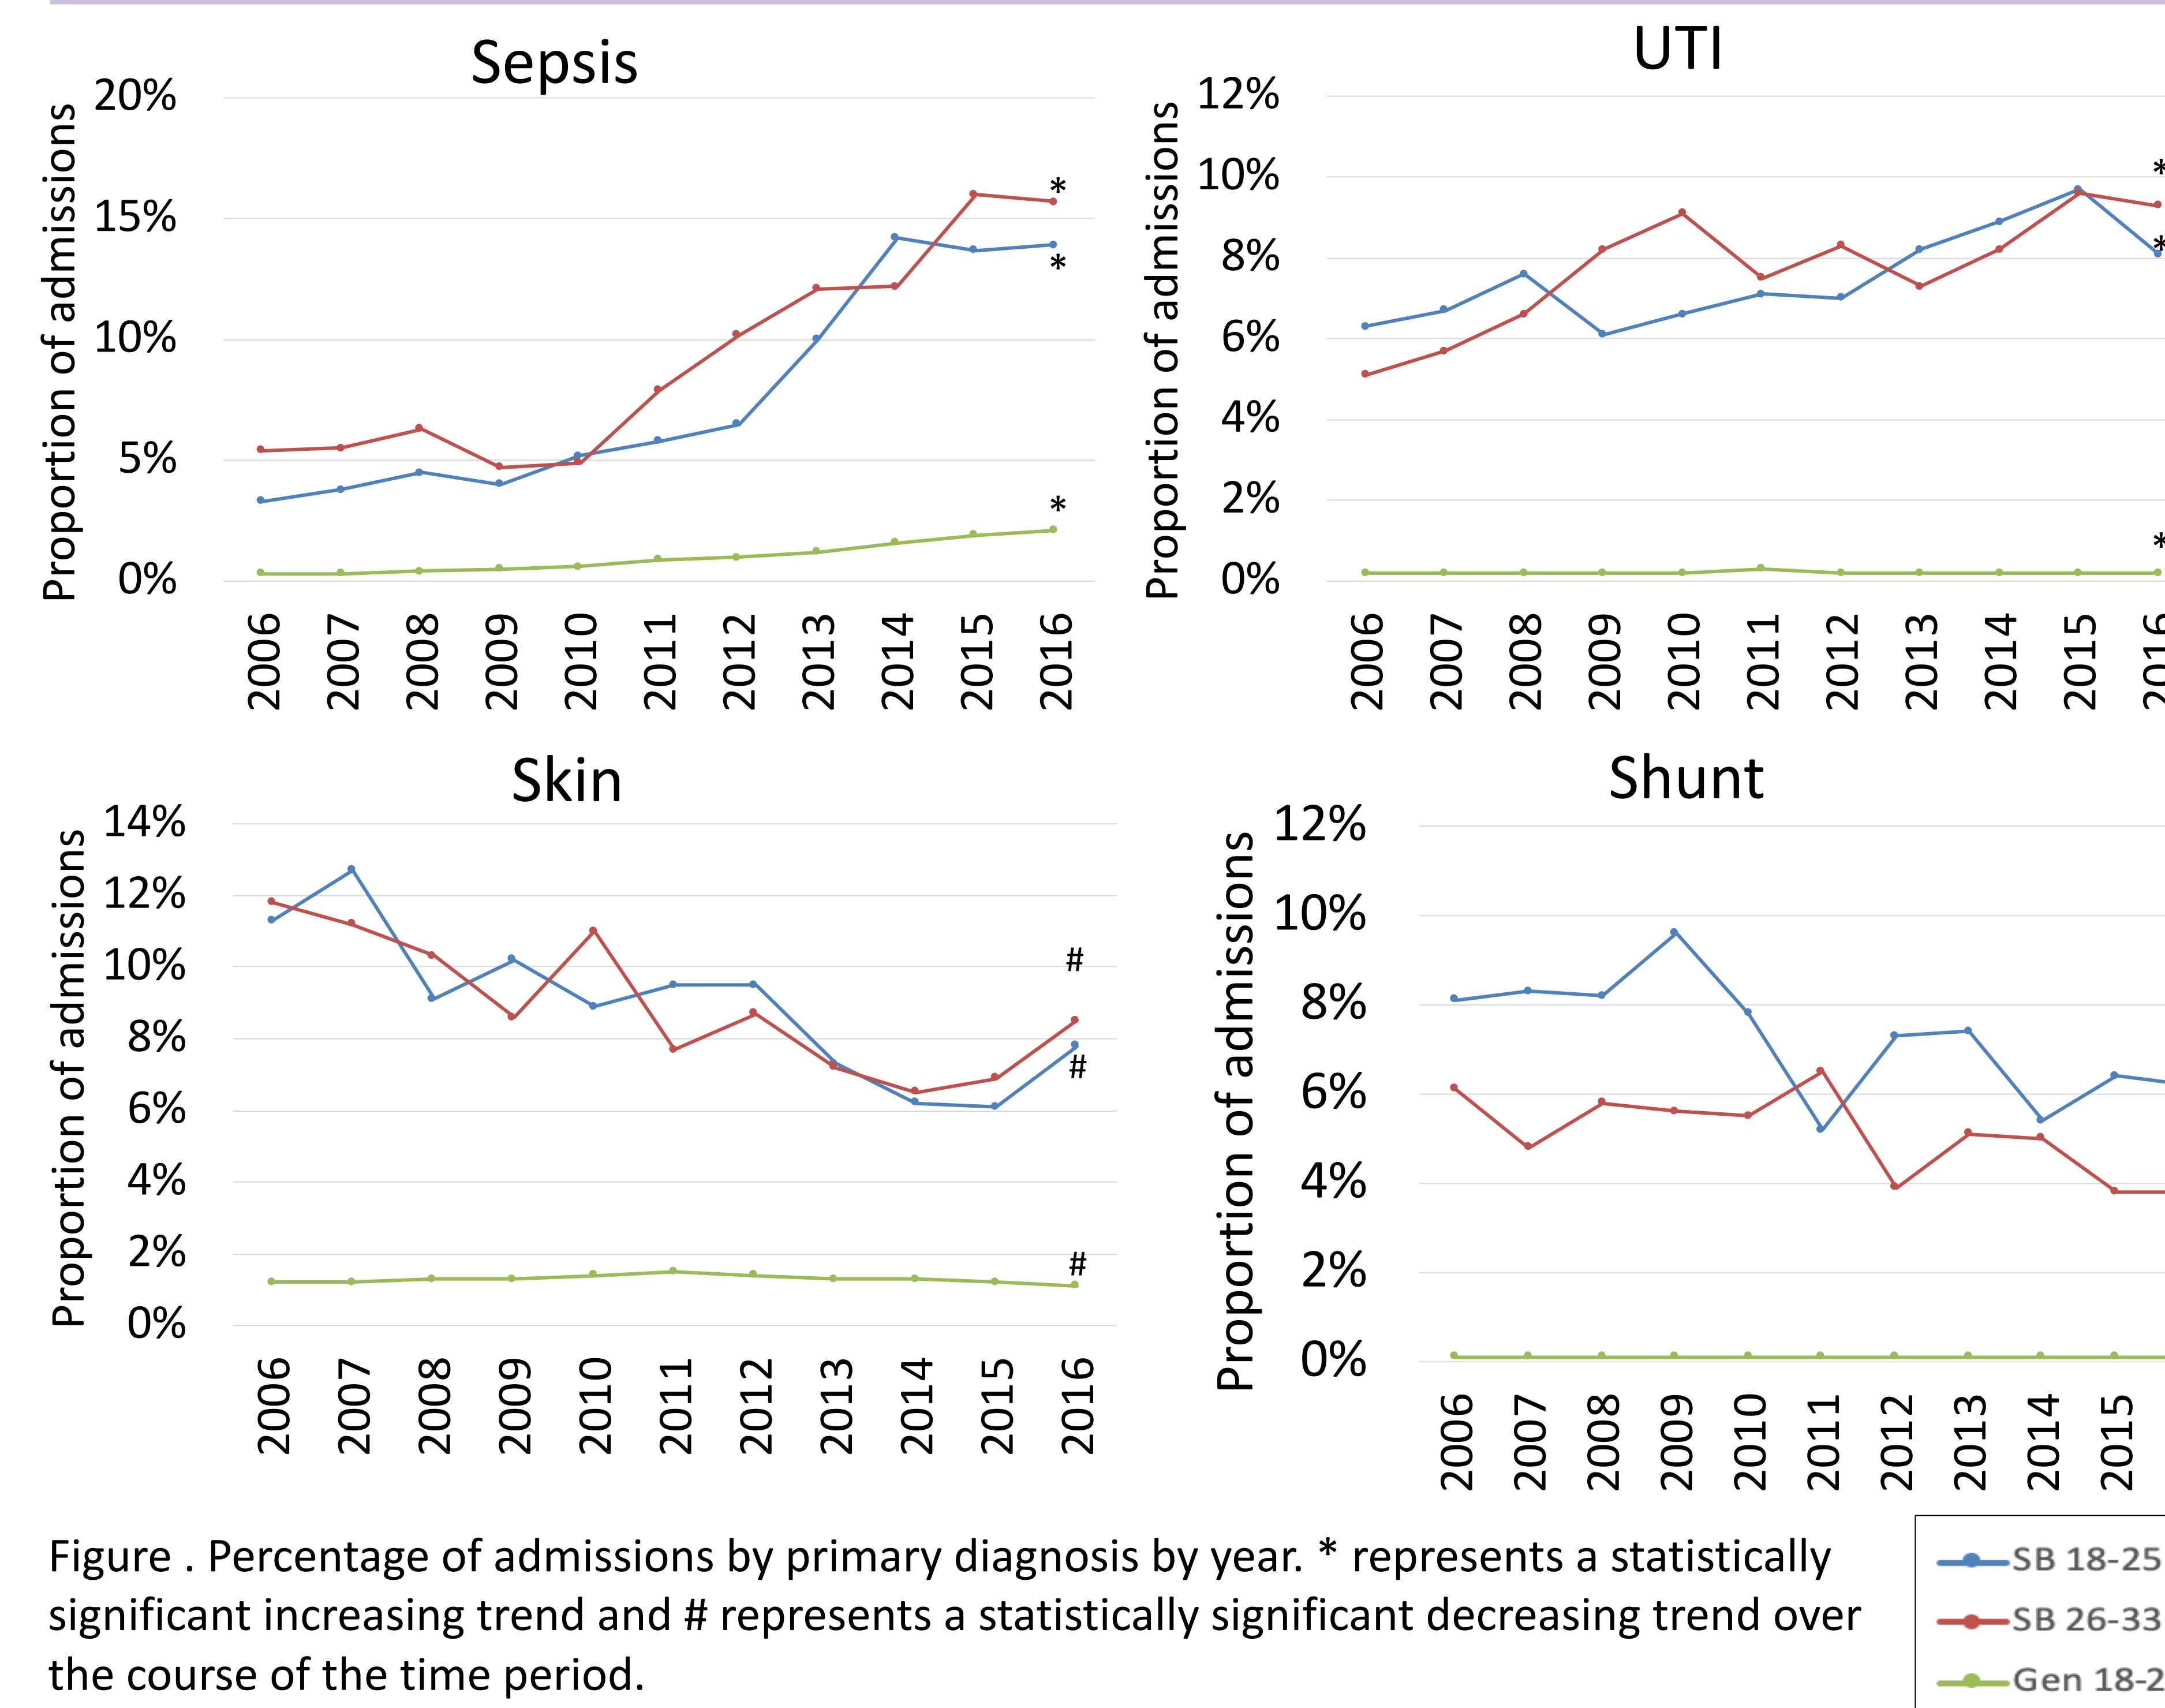 Sepsis
Proportion of admissions
20%
15%
10%
5%
0%
*
*
*
2006 2007 2008 2009 2010 2011 2012 2013 2014 2015 2016
UTI
Proportion of admissions
12%
10%
8%
6%
4%
2%
0%
*
*
*
2006 2007 2008 2009 2010 2011 2012 2013 2014 2015 2016
Skin
Proportion of admissions
14%
12%
10%
8%
6%
4%
2%
0%
#
#
#
2006 2007 2008 2009 2010 2011 2012 2013 2014 2015 2016
Shunt
Proportion of admissions
12%
10%
8%
6%
4%
2%
0%
2006 2007 2008 2009 2010 2011 2012 2013 2014 2015
Figure . Percentage of admissions by primary diagnosis by year. * represents a statistically
significant increasing trend and # represents a statistically significant decreasing trend over
the course of the time period.
SB 18-25
SB 26-33
Gen 18-2